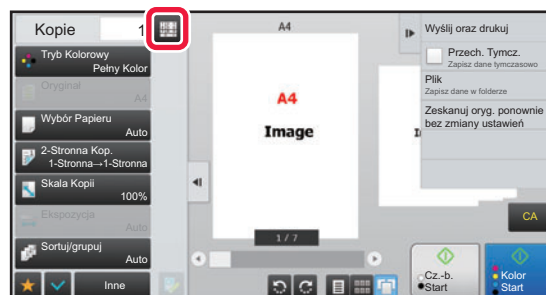 Kopie 1
Tryb Kolorowy
Pełny Kolor
Oryginał
A4
Wybór Papieru
Auto
2-Stronna Kop.
1-Stronna→1-Stronna
Skala Kopii
100%
Ekspozycja
Auto
Sortuj/grupuj
Auto
Inne
A4
A4
Image
1 / 7
Wyślij oraz drukuj
Przech. Tymcz.
Zapisz dane tymczasowo
Plik
Zapisz dane w folderze
Zeskanuj oryg. ponownie
bez zmiany ustawień
CA
Cz.-b.
Start
Kolor
Start